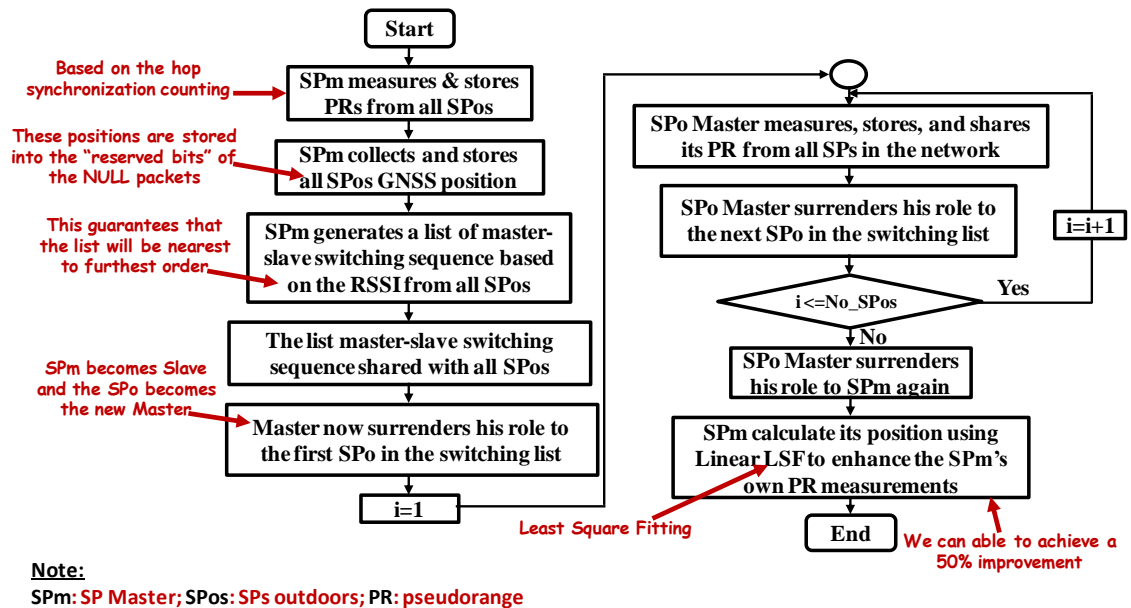 Start
Based on the hop
synchronization counting
SPm measures & stores
PRs from all SPos
These positions are stored
into the “reserved bits” of
the NULL packets
SPm collects and stores
all SPos GNSS position
This guarantees that
the list will be nearest
to furthest order
SPm generates a list of master-
slave switching sequence based
on the RSSI from all SPos
The list master-slave switching
sequence shared with all SPos
SPm becomes Slave
and the SPo becomes
the new Master
Master now surrenders his role to
the first SPo in the switching list
i=1
SPo Master measures, stores, and shares
its PR from all SPs in the network
SPo Master surrenders his role to
the next SPo in the switching list
i=i+1
i<=No_SPos
Yes
No
SPo Master surrenders
his role to SPm again
SPm calculate its position using
Linear LSF to enhance the SPm’s
own PR measurements
Least Square Fitting
End
We can able to achieve a
50% improvement
Note:
SPm: SP Master; SPos: SPs outdoors; PR: pseudorange